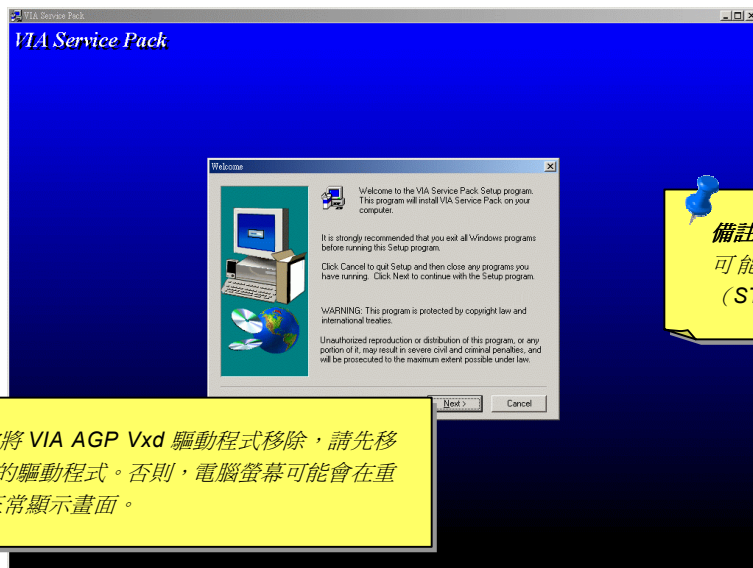 VIA Service Pack
VIA Service Pack
Welcome
Welcome to the VIA Service Pack Setup program.
This program will install VIA Service Pack on your
computer.
It is strongly recommended that you exit all Windows programs
before running this Setup program.
Click Cancel to quit Setup and then close any programs you
have running. Click Next to continue with the Setup program.
WARNING: This program is protected by copyright law and
international treaties.
Unauthorized reproduction or distribution of this program, or any
portion of it, may result in severe civil and criminal penalties, and
will be prosecuted to the maximum extent possible under law.
Next >
Cancel
備註
可能
（ST
將 VIA AGP Vxd 驅動程式移除，請先移
的驅動程式。否則，電腦螢幕可能會在重
常顯示畫面。